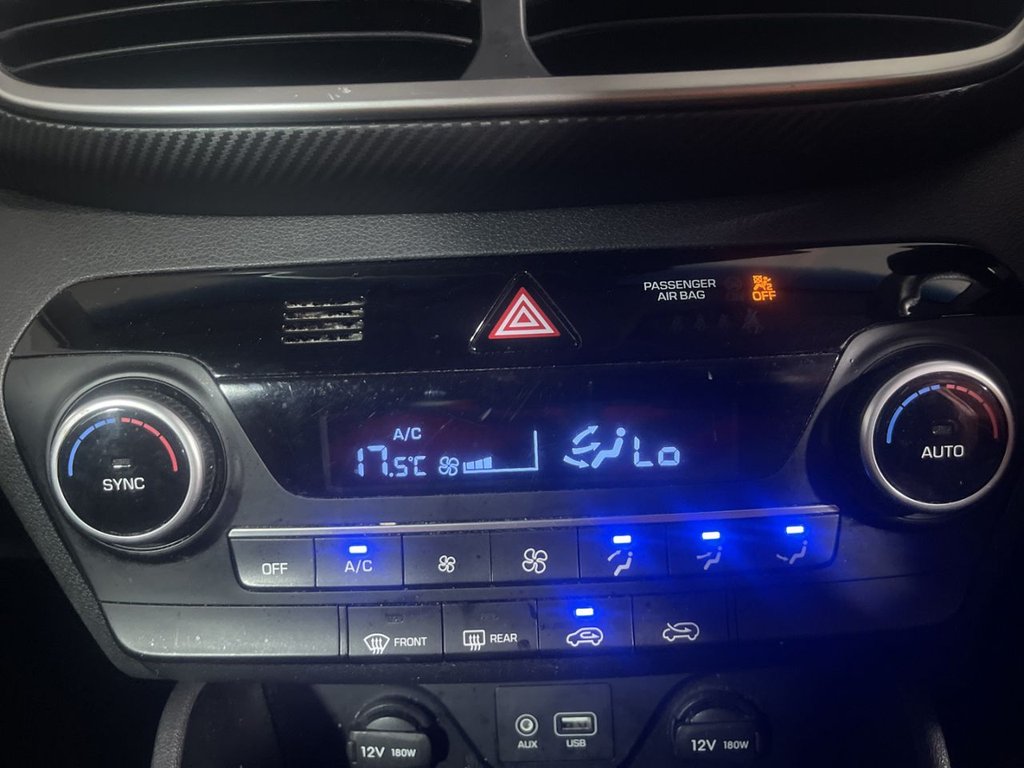 PASSENGER
AIR BAG
OFF
A/C
17.5°C
Lo
SYNC
AUTO
OFF
A/C
FRONT
REAR
AUX
USB
12V 180W
12V 180W